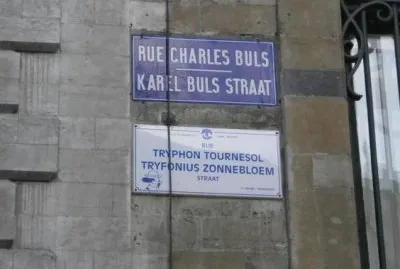 RUE CHARLES BULS
KAREL BULS STRAAT
RUE
TRYPHON TOURNESOL
TRYFONIUS ZONNEBLOEM
STRAAT